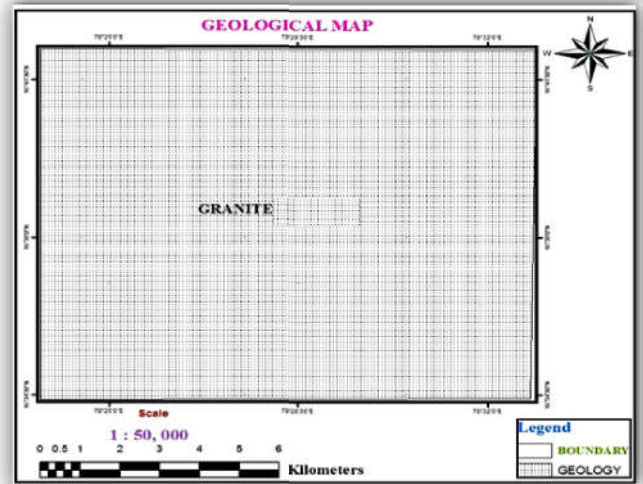 GEOLOGICAL MAP
N
W E
S
GRANITE
Scale
1 : 50, 000
0 0.5 1 2 3 4 5 6
Kilometers
Legend
BOUNDARY
GEOLOGY